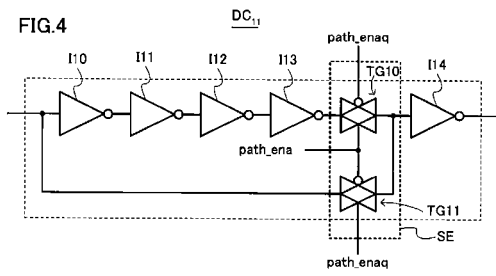 FIG.4
DC11
path_enaq
I10
I11
I12
I13
TG10
I14
path_ena
TG11
SE
path_enaq